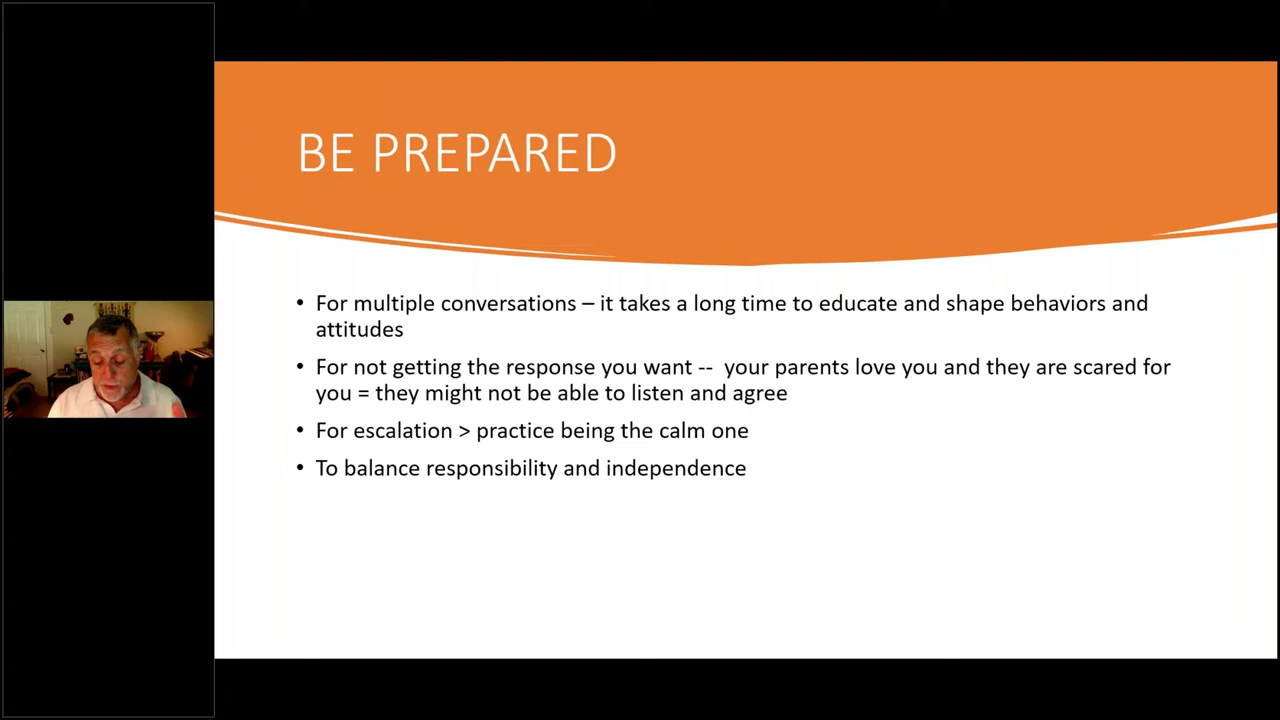 BE PREPARED
• For multiple conversations – it takes a long time to educate and shape behaviors and
attitudes
• For not getting the response you want -- your parents love you and they are scared for
you = they might not be able to listen and agree
• For escalation > practice being the calm one
• To balance responsibility and independence